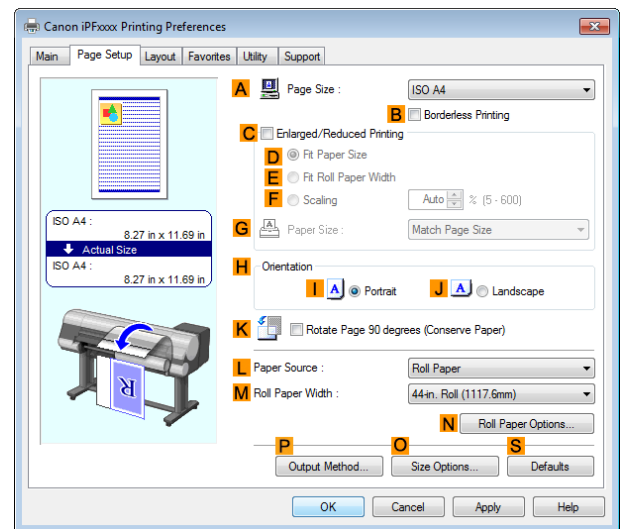 Canon iPFxxxx Printing Preferences
Main Page Setup Layout Favorites Utility Support
A Page Size : ISO A4
B Borderless Printing
C Enlarged/Reduced Printing
D Fit Paper Size
E Fit Roll Paper Width
F Scaling Auto % (5 - 600)
G Paper Size : Match Page Size
ISO A4 :
8.27 in x 11.69 in
Actual Size
ISO A4 :
8.27 in x 11.69 in
H Orientation
I A Portrait J A Landscape
K Rotate Page 90 degrees (Conserve Paper)
R
L Paper Source : Roll Paper
M Roll Paper Width : 44-in. Roll (1117.6mm)
N Roll Paper Options...
P O S
Output Method... Size Options... Defaults
OK Cancel Apply Help